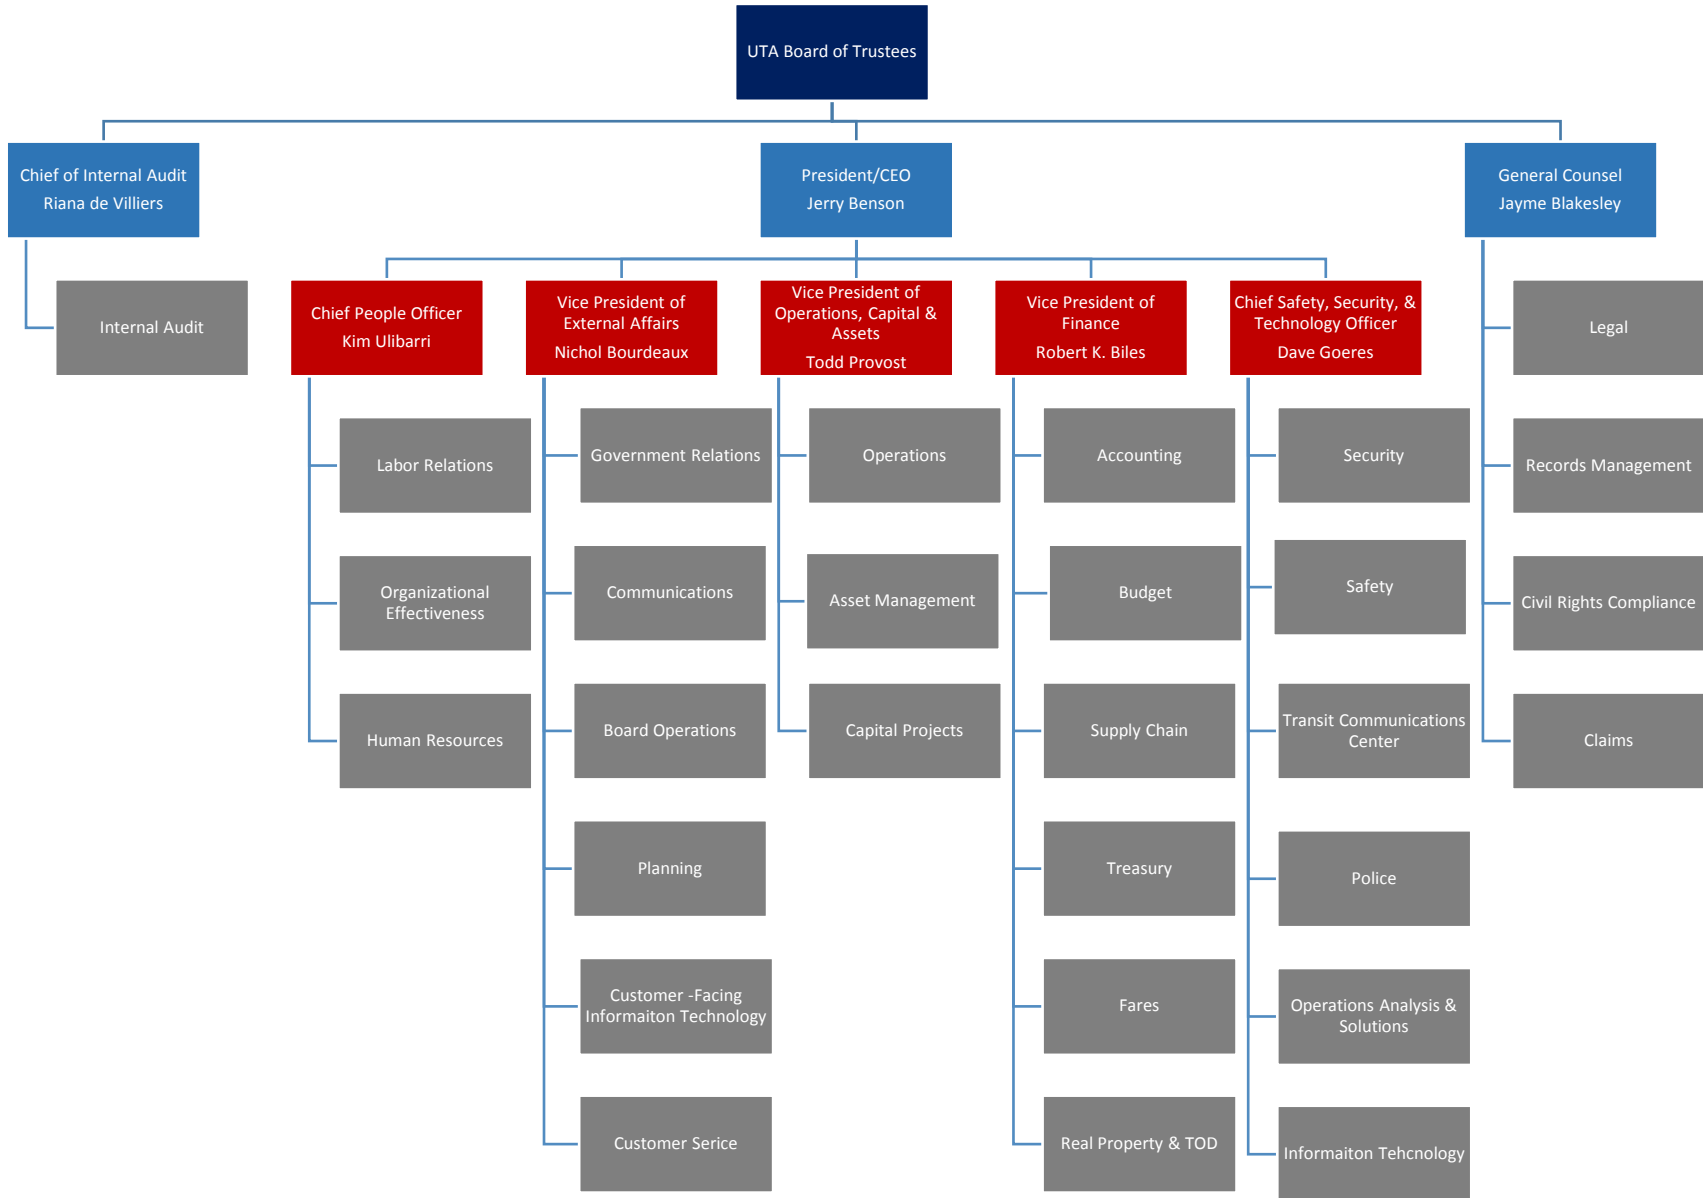 UTA Board of Trustees
Chief of Internal Audit
Riana de Villiers
President/CEO
Jerry Benson
General Counsel
Jayme Blakesley
Internal Audit
Chief People Officer
Kim Ulibarri
Vice President of
External Affairs
Nichol Bourdeaux
Vice President of
Operations, Capital &
Assets
Todd Provost
Vice President of
Finance
Robert K. Biles
Chief Safety, Security, &
Technology Officer
Dave Goeres
Legal
Records Management
Civil Rights Compliance
Claims
Labor Relations
Organizational
Effectiveness
Human Resources
Government Relations
Communications
Board Operations
Planning
Customer -Facing
Informaiton Technology
Customer Serice
Operations
Asset Management
Capital Projects
Accounting
Budget
Supply Chain
Treasury
Fares
Real Property & TOD
Security
Safety
Transit Communications
Center
Police
Operations Analysis &
Solutions
Informaiton Tehcnology